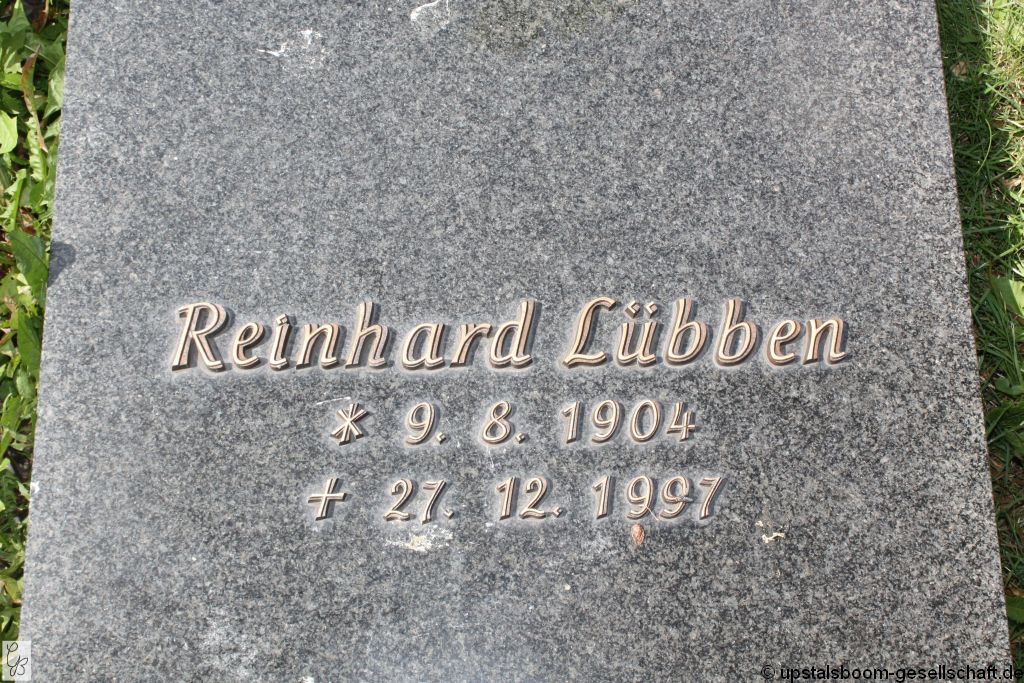 Reinhard Lübben
* 9. 8. 1904
+ 27. 12. 1997
© upstalsboom-gesellschaft.de